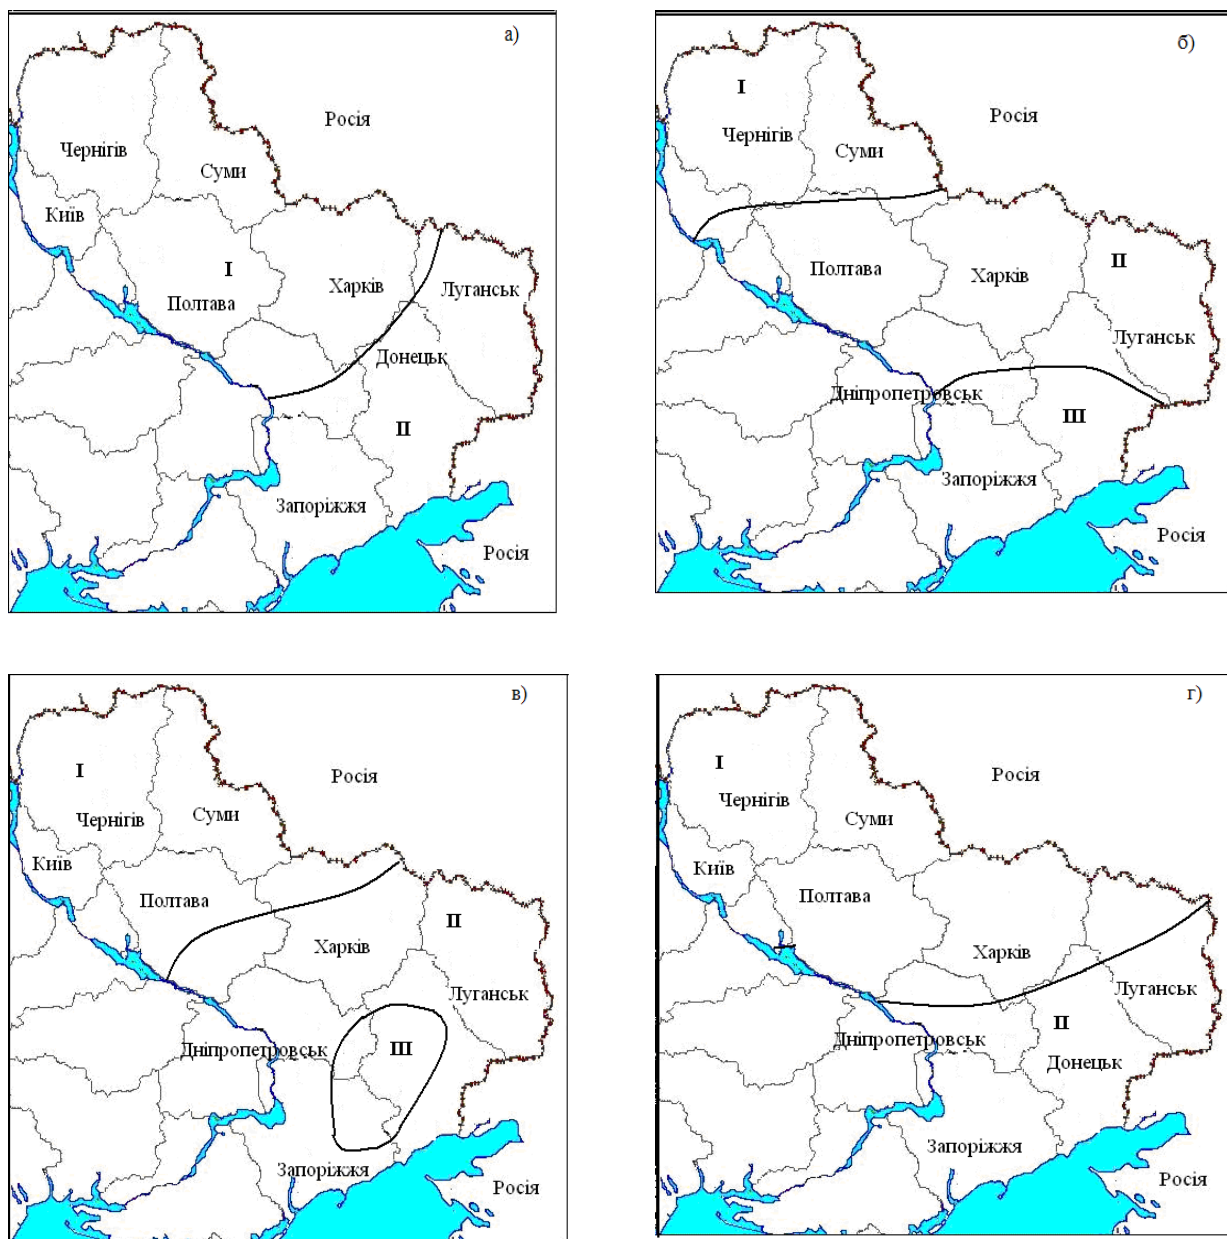 а)
Росія
Чернігів
Суми
Київ
I
Полтава
Харків
Луганськ
Донецьк
II
Запоріжжя
Росія
б)
I
Росія
Чернігів
Суми
Полтава
Харків
II
Луганськ
Дніпропетровськ
III
Запоріжжя
Росія
в)
I
Росія
Чернігів
Суми
Київ
Полтава
II
Харків
Луганськ
Дніпропетровськ
III
Запоріжжя
Росія
г)
I
Росія
Чернігів
Суми
Київ
Полтава
Харків
Луганськ
II
Дніпропетровськ
Донецьк
Запоріжжя
Росія